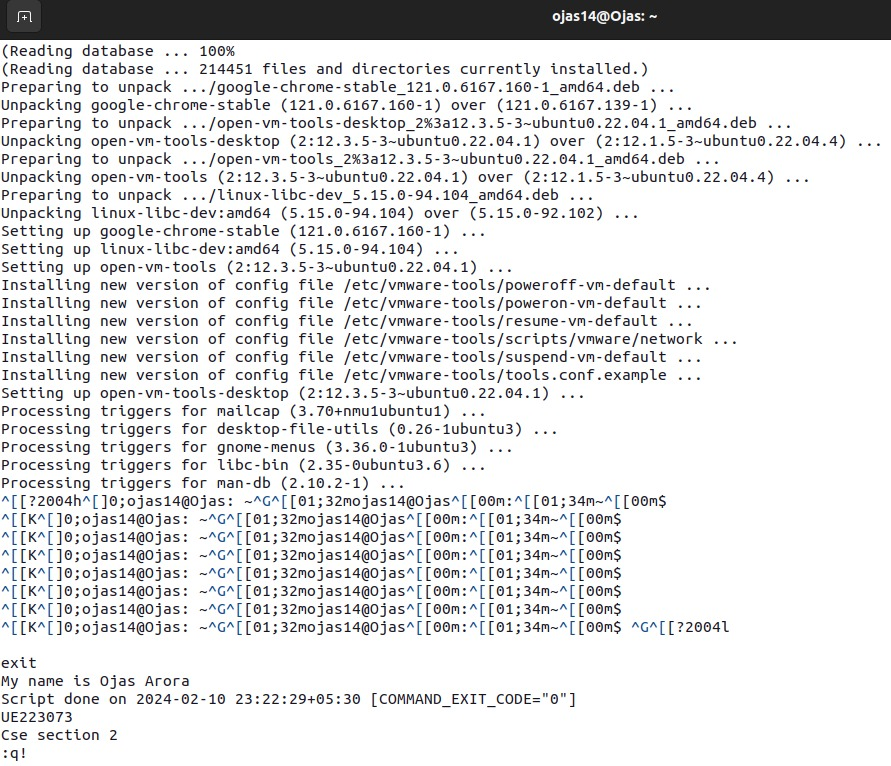 ojas14@Ojas: ~
(Reading database ... 100%
(Reading database ... 214451 files and directories currently installed.)
Preparing to unpack .../google-chrome-stable_121.0.6167.160-1_amd64.deb ...
Unpacking google-chrome-stable (121.0.6167.160-1) over (121.0.6167.139-1) ...
Preparing to unpack .../open-vm-tools-desktop_2%3a12.3.5-3~ubuntu0.22.04.1_amd64.deb ...
Unpacking open-vm-tools-desktop (2:12.3.5-3~ubuntu0.22.04.1) over (2:12.1.5-3~ubuntu0.22.04.4) ...
Preparing to unpack .../open-vm-tools_2%3a12.3.5-3~ubuntu0.22.04.1_amd64.deb ...
Unpacking open-vm-tools (2:12.3.5-3~ubuntu0.22.04.1) over (2:12.1.5-3~ubuntu0.22.04.4) ...
Preparing to unpack .../linux-libc-dev_5.15.0-94.104_amd64.deb ...
Unpacking linux-libc-dev:amd64 (5.15.0-94.104) over (5.15.0-92.102) ...
Setting up google-chrome-stable (121.0.6167.160-1) ...
Setting up linux-libc-dev:amd64 (5.15.0-94.104) ...
Setting up open-vm-tools (2:12.3.5-3~ubuntu0.22.04.1) ...
Installing new version of config file /etc/vmware-tools/poweroff-vm-default ...
Installing new version of config file /etc/vmware-tools/poweron-vm-default ...
Installing new version of config file /etc/vmware-tools/resume-vm-default ...
Installing new version of config file /etc/vmware-tools/scripts/vmware/network ...
Installing new version of config file /etc/vmware-tools/suspend-vm-default ...
Installing new version of config file /etc/vmware-tools/tools.conf.example ...
Setting up open-vm-tools-desktop (2:12.3.5-3~ubuntu0.22.04.1) ...
Processing triggers for mailcap (3.70+nmu1ubuntu1) ...
Processing triggers for desktop-file-utils (0.26-1ubuntu3) ...
Processing triggers for gnome-menus (3.36.0-1ubuntu3) ...
Processing triggers for libc-bin (2.35-0ubuntu3.6) ...
Processing triggers for man-db (2.10.2-1) ...
^[[?2004h^[]0;ojas14@Ojas: ~^G^[[01;32mojas14@Ojas^[[00m:^[[01;34m~^[[00m$
^[[K^[]0;ojas14@Ojas: ~^G^[[01;32mojas14@Ojas^[[00m:^[[01;34m~^[[00m$
^[[K^[]0;ojas14@Ojas: ~^G^[[01;32mojas14@Ojas^[[00m:^[[01;34m~^[[00m$
^[[K^[]0;ojas14@Ojas: ~^G^[[01;32mojas14@Ojas^[[00m:^[[01;34m~^[[00m$
^[[K^[]0;ojas14@Ojas: ~^G^[[01;32mojas14@Ojas^[[00m:^[[01;34m~^[[00m$
^[[K^[]0;ojas14@Ojas: ~^G^[[01;32mojas14@Ojas^[[00m:^[[01;34m~^[[00m$
^[[K^[]0;ojas14@Ojas: ~^G^[[01;32mojas14@Ojas^[[00m:^[[01;34m~^[[00m$
^[[K^[]0;ojas14@Ojas: ~^G^[[01;32mojas14@Ojas^[[00m:^[[01;34m~^[[00m$ ^G^[[?2004l
exit
My name is Ojas Arora
Script done on 2024-02-10 23:22:29+05:30 [COMMAND_EXIT_CODE="0"]
UE223073
Cse section 2
:q!